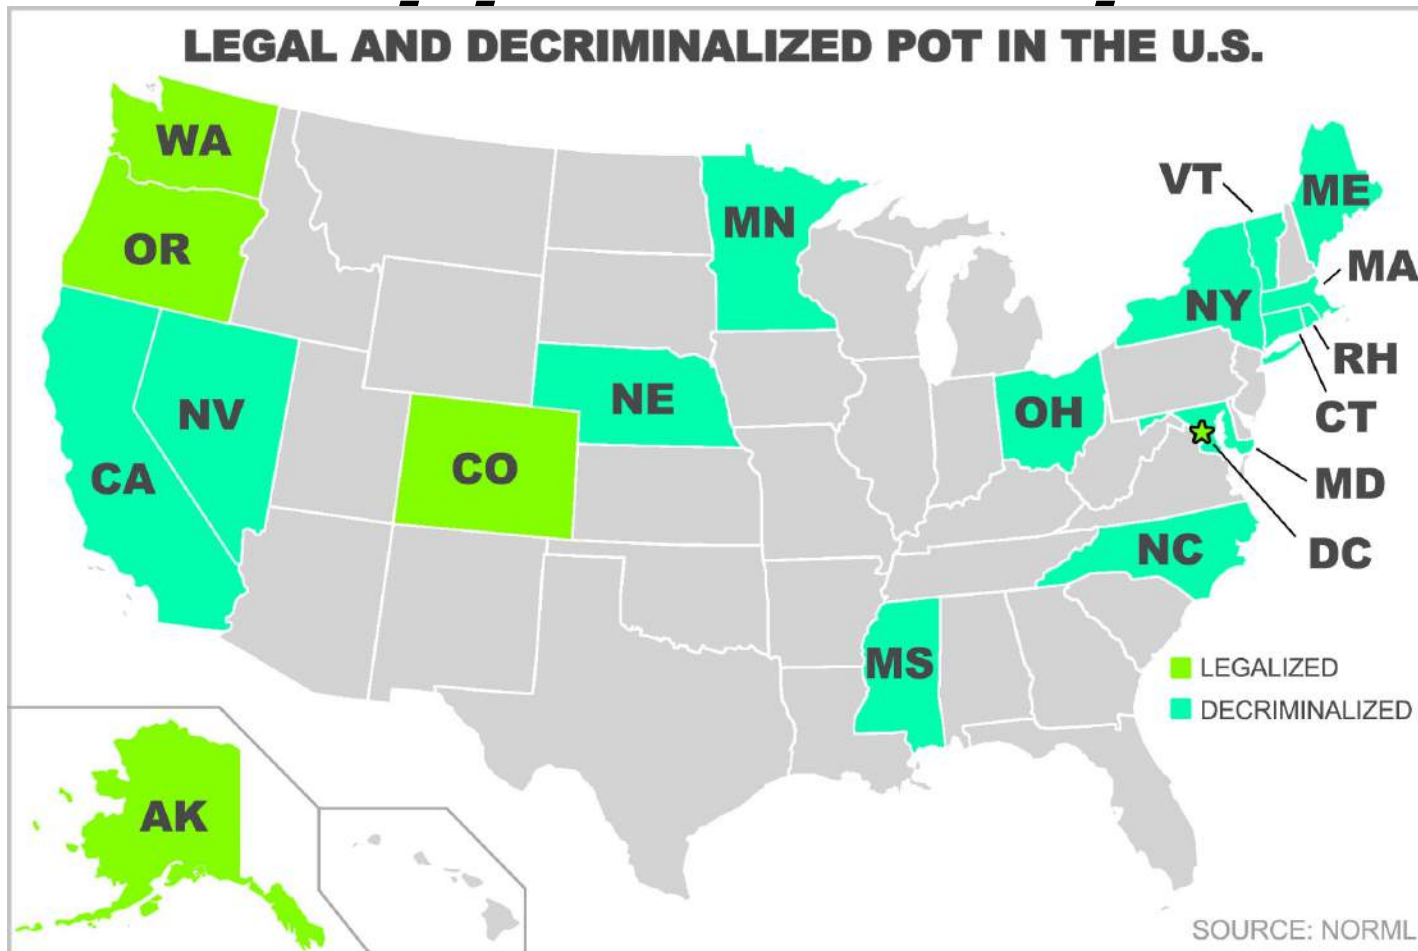 LEGAL AND DECRIMINALIZED POT IN THE U.S.
WA
OR
CA
NV
CO
NE
MN
MS
OH
NC
NY
VT
ME
MA
RH
CT
MD
DC
AK
LEGALIZED
DECRIMINALIZED
SOURCE: NORML